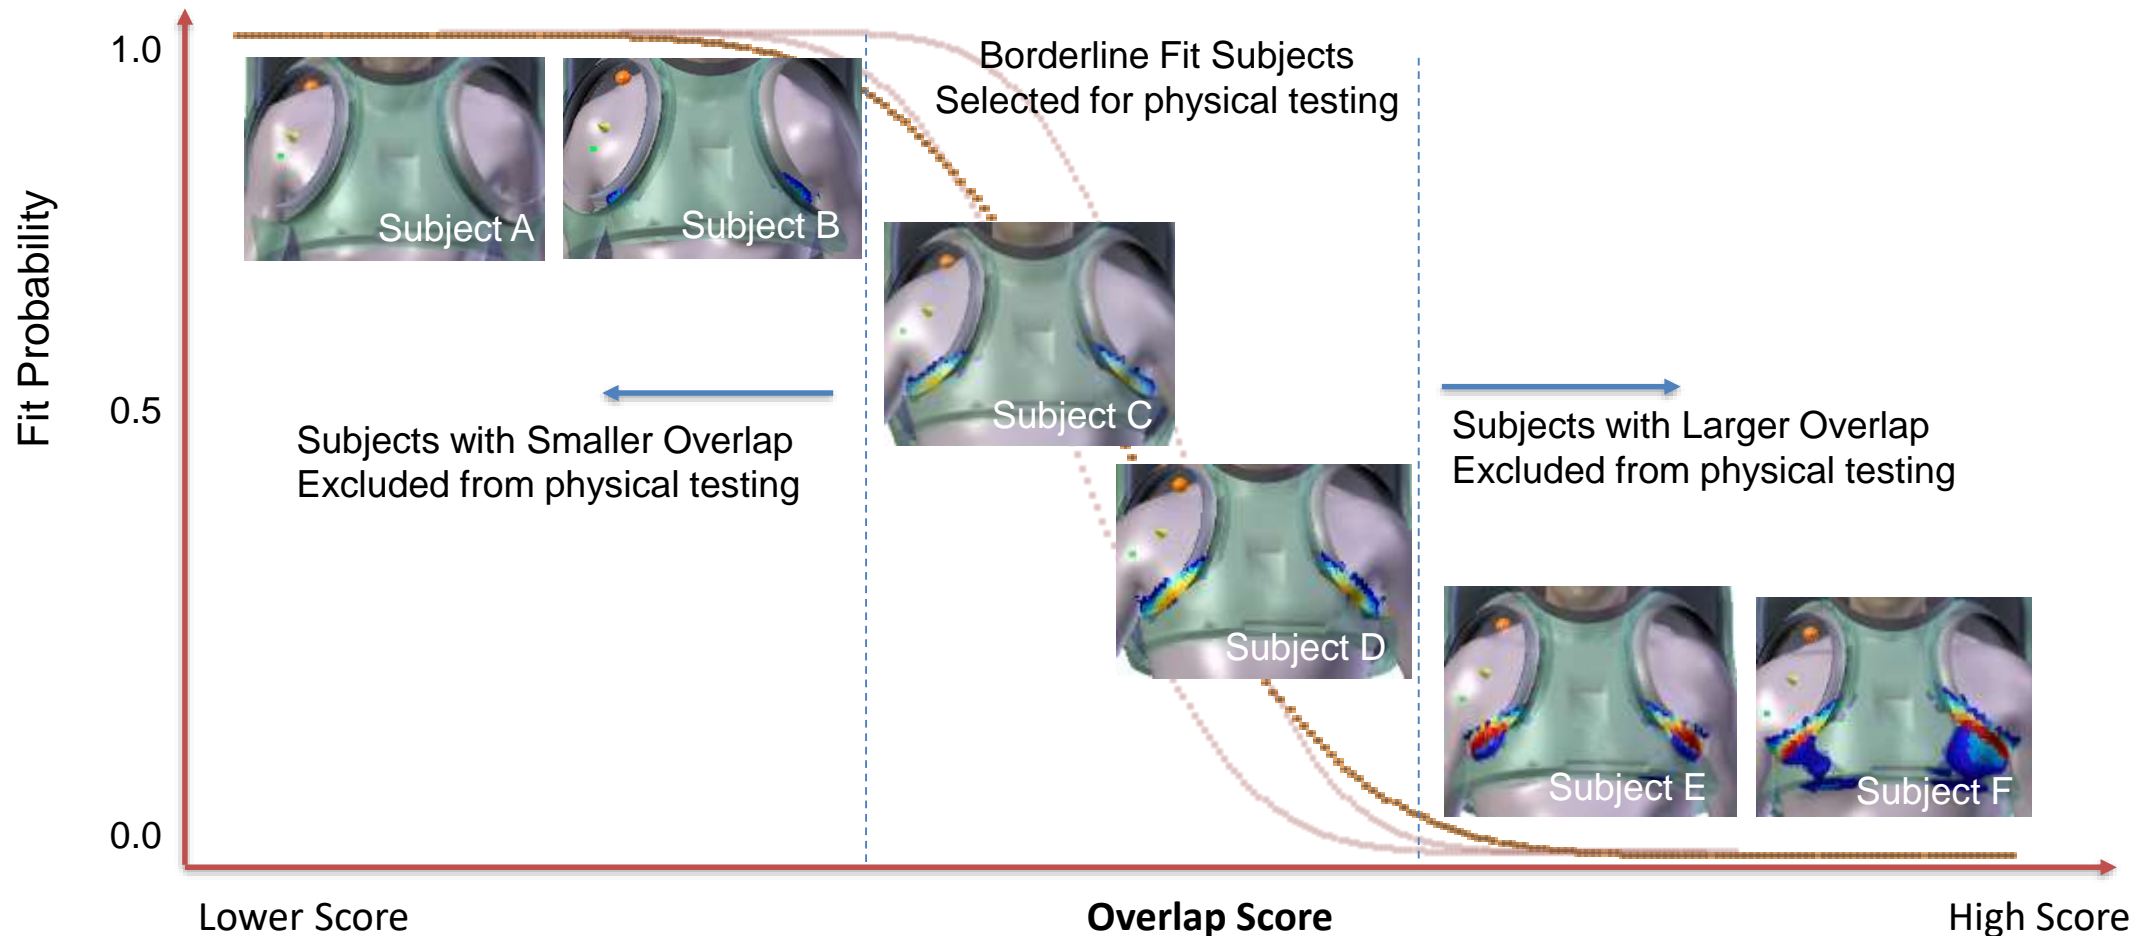 1.0
0.5
0.0
Fit Probability
Borderline Fit Subjects
Selected for physical testing
Subject A
Subject B
Subject C
Subject D
Subject E
Subject F
Subjects with Smaller Overlap
Excluded from physical testing
Subjects with Larger Overlap
Excluded from physical testing
Lower Score
Overlap Score
High Score